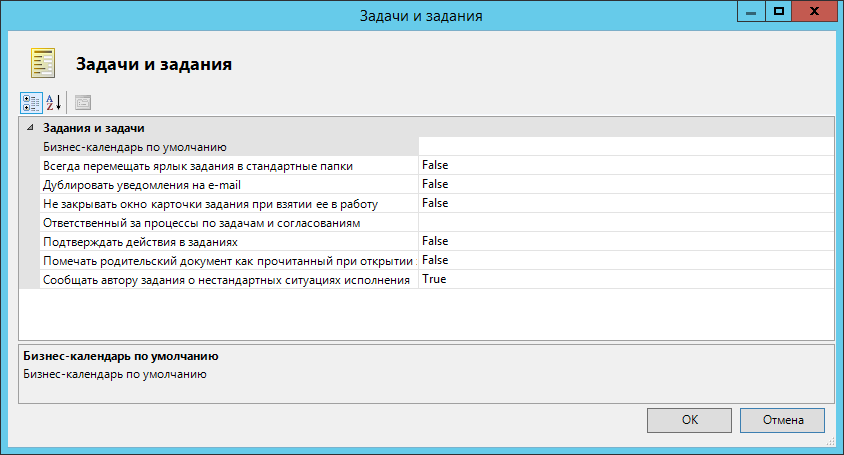 Задачи и задания
Задачи и задания
Задания и задачи
Бизнес-календарь по умолчанию
Всегда перемещать ярлык задания в стандартные папки False
Дублировать уведомления на e-mail False
Не закрывать окно карточки задания при взятии ее в работу False
Ответственный за процессы по задачам и согласованиям
Подтверждать действия в заданиях False
Помечать родительский документ как прочитанный при открытии False
Сообщать автору задания о нестандартных ситуациях исполнения True
Бизнес-календарь по умолчанию
Бизнес-календарь по умолчанию
OK Отмена